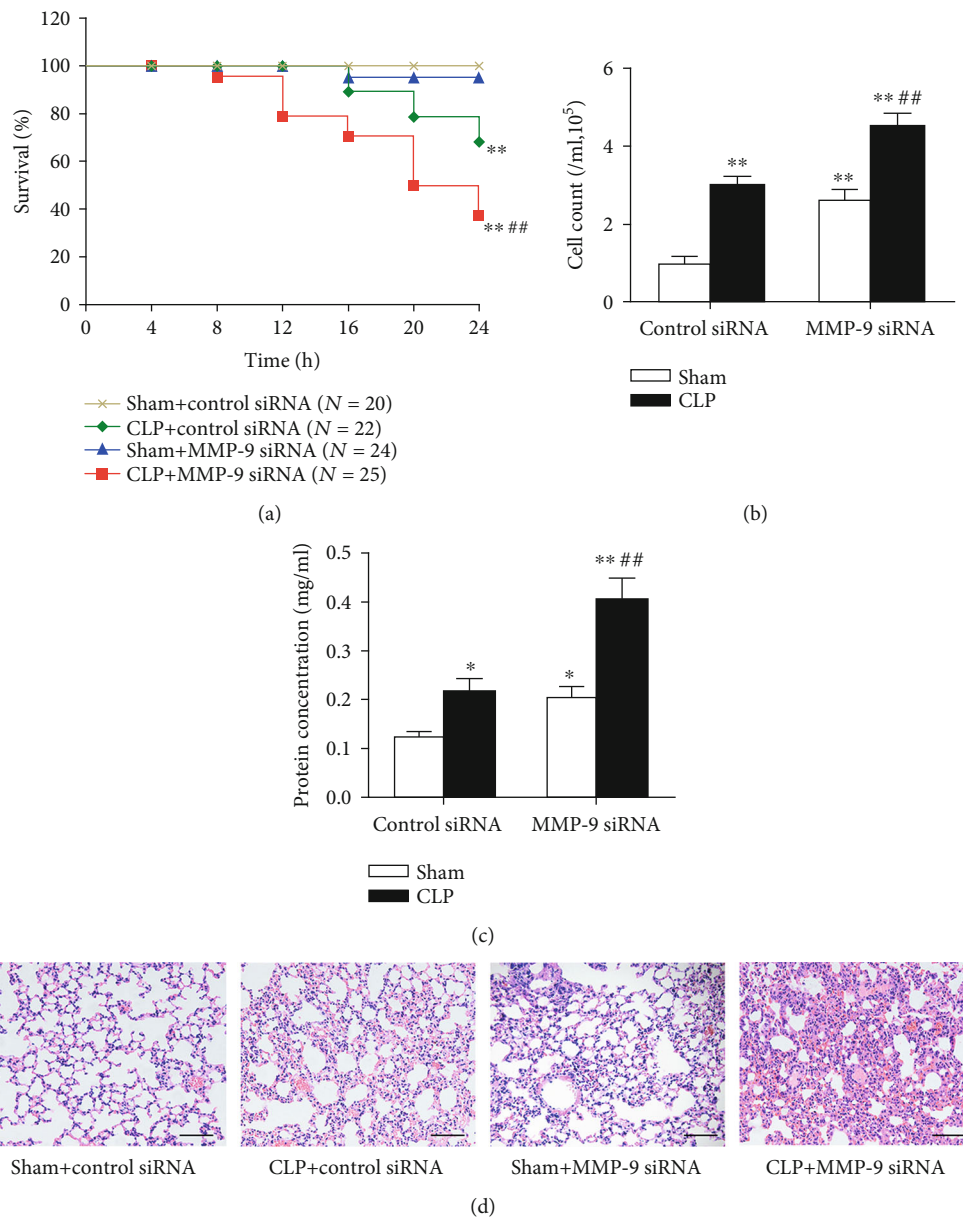 120
100
80
60
40
20
0
Survival (%)
0 4 8 12 16 20 24
Time (h)
**
** ##
Sham+control siRNA (N = 20)
CLP+control siRNA (N = 22)
Sham+MMP-9 siRNA (N = 24)
CLP+MMP-9 siRNA (N = 25)
(a)
6
4
2
0
Cell count (/ml,10⁵)
**
**
** ##
Control siRNA MMP-9 siRNA
Sham
CLP
(b)
0.5
0.4
0.3
0.2
0.1
0.0
Protein concentration (mg/ml)
*
*
** ##
Control siRNA MMP-9 siRNA
Sham
CLP
(c)
Sham+control siRNA CLP+control siRNA Sham+MMP-9 siRNA CLP+MMP-9 siRNA
(d)